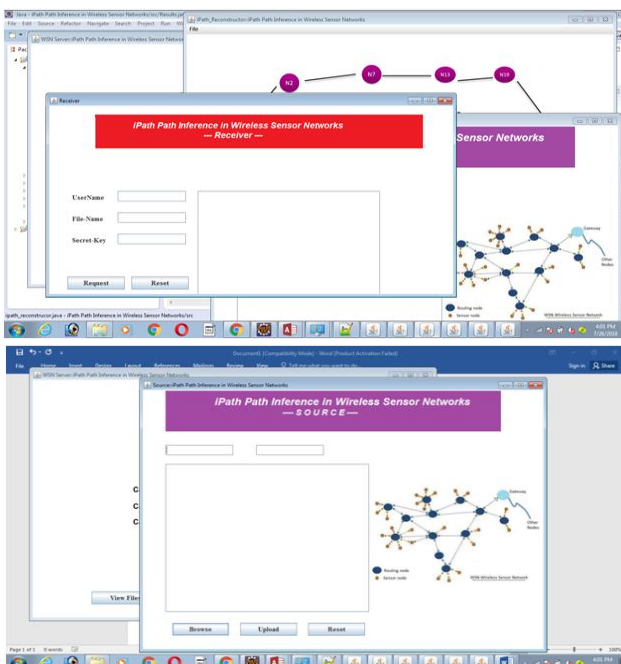 Java - iPath Path Inference in Wireless Sensor Networks/src/Results.ja
File Edit Source Refactor Navigate Search Project Run
WSN Server:iPath Path Inference in Wireless Sensor Networ
iPath_Reconstructor-iPath Path Inference in Wireless Sensor Networks
File
N2
N7
N13
N19
Receiver
iPath Path Inference in Wireless Sensor Networks
--- Receiver ---
Sensor Networks
UserName
File-Name
Secret-Key
Request
Reset
Gateway
Other
Nodes
Routing node
Sensor node
WSN-Wireless Sensor Network
ipath_reconstrucor.java - iPath Path Inference in Wireless Sensor Networks/src
4:01 PM
7/26/2018
Document1 [Compatibility Mode] - Word (Product Activation Failed)
File Home Insert Design Layout References Mailings Review View Tell me what you want to do...
Sign in Share
WSN Server:iPath Path Inference in Wireless Sensor Networks
Source:iPath Path Inference in Wireless Sensor Networks
iPath Path Inference in Wireless Sensor Networks
---- S O U R C E ----
C
C
C
Gateway
Other
Nodes
Routing node
Sensor node
WSN-Wireless Sensor Network
View Files
Browse
Upload
Reset
Page 1 of 1 0 words
100%
4:01 PM